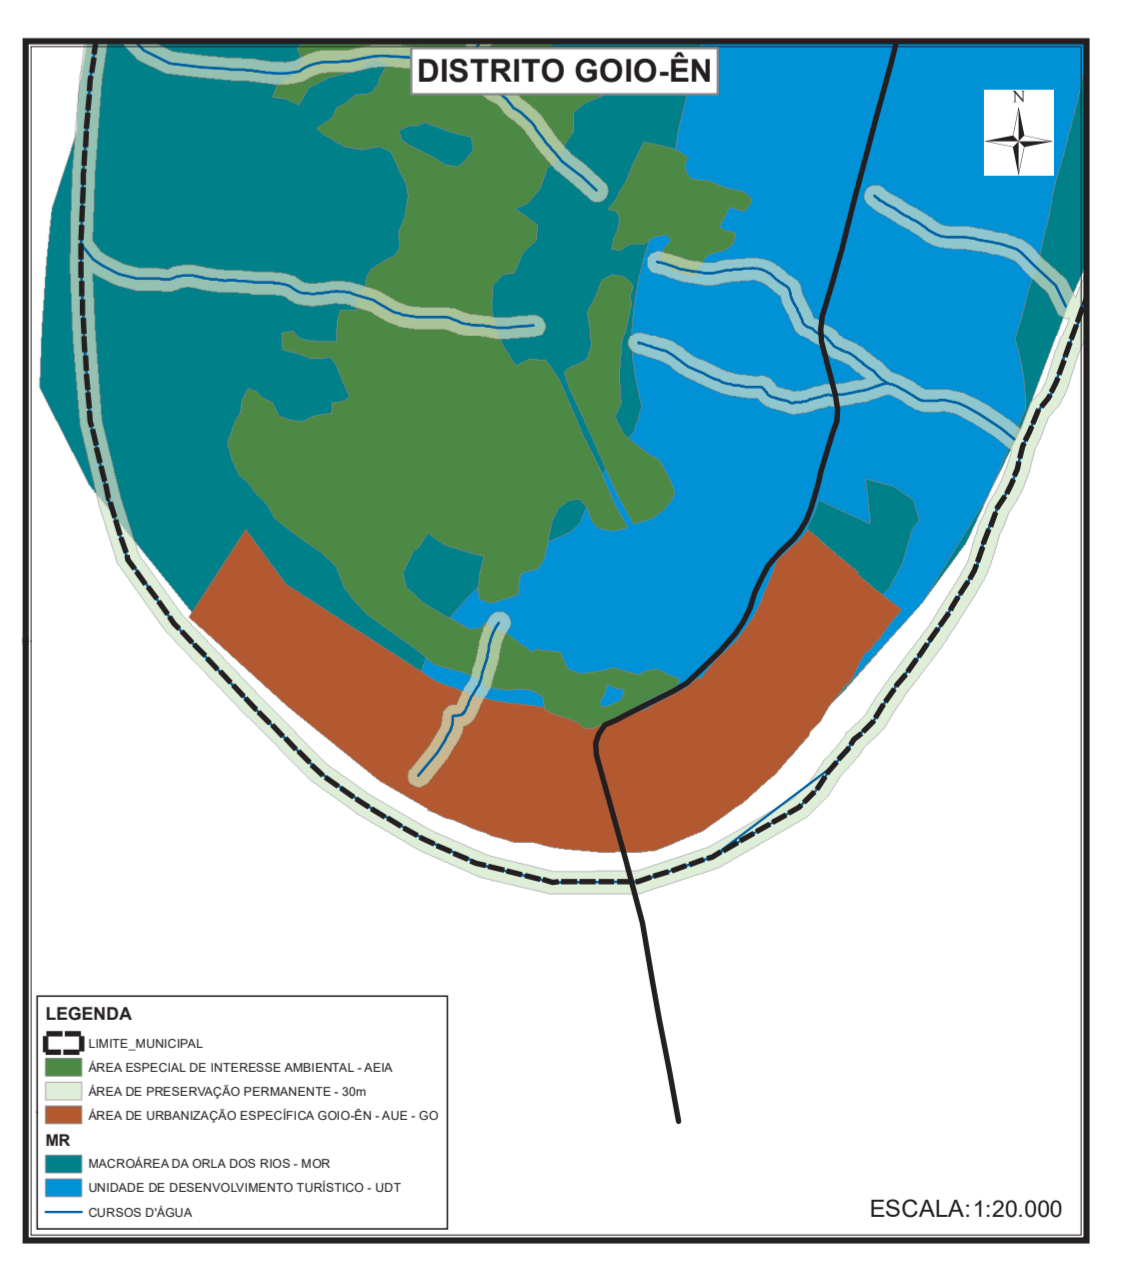 DISTRITO GOIO-ÊN
N
LEGENDA
LIMITE_MUNICIPAL
ÁREA ESPECIAL DE INTERESSE AMBIENTAL - AEIA
ÁREA DE PRESERVAÇÃO PERMANENTE - 30m
ÁREA DE URBANIZAÇÃO ESPECÍFICA GOIO-ÊN - AUE - GO
MR
MACROÁREA DA ORLA DOS RIOS - MOR
UNIDADE DE DESENVOLVIMENTO TURÍSTICO - UDT
CURSOS D'ÁGUA
ESCALA: 1:20.000